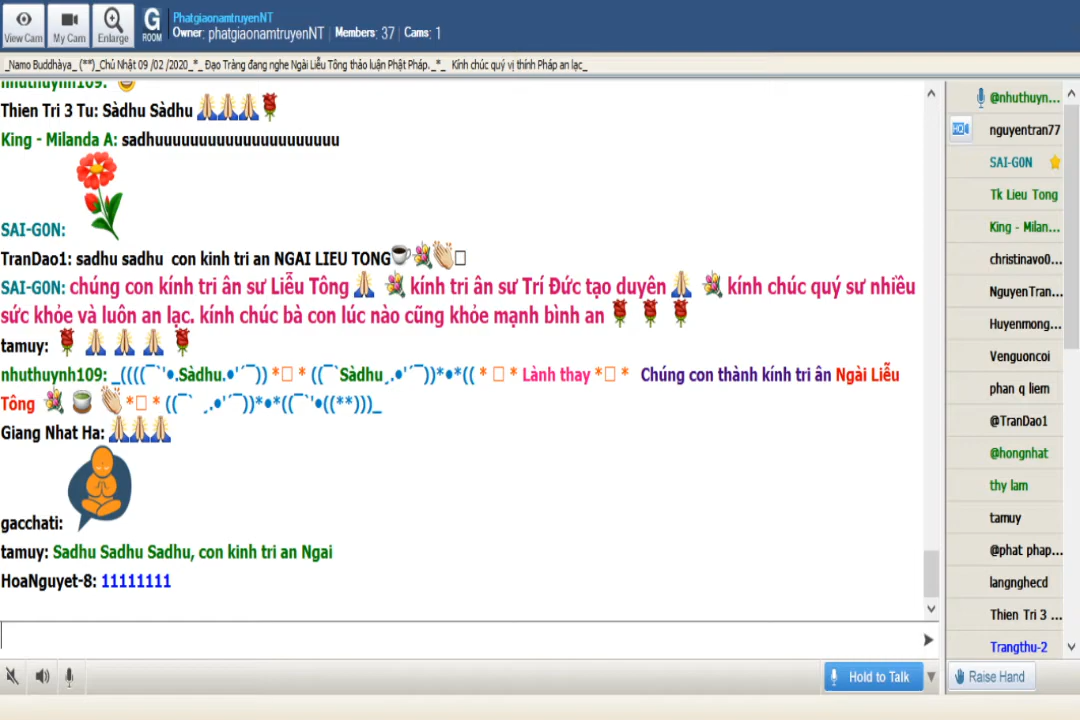 View Cam
My Cam
Enlarge
G
ROOM
PhatgiaonamtruyenNT
Owner: phatgiaonamtruyenNT | Members: 37 | Cams: 1
_Namo Buddhàya_ (**)_Chủ Nhật 09 /02 /2020_*_ Đạo Tràng đang nghe Ngài Liễu Tông thảo luận Phật Pháp._*_ Kính chúc quý vị thính Pháp an lạc_
nhuthuynh109:
Thien Tri 3 Tu: Sàdhu Sàdhu
King - Milanda A: sadhuuuuuuuuuuuuuuuuuuuuu
SAI-GON:
TranDao1: sadhu sadhu con kinh tri an NGAI LIEU TONG
SAI-GON: chúng con kính tri ân sư Liễu Tông kính tri ân sư Trí Đức tạo duyên kính chúc quý sư nhiều
sức khỏe và luôn an lạc. kính chúc bà con lúc nào cũng khỏe mạnh bình an
tamuy:
nhuthuynh109: _((((¯`'•.Sàdhu.•'´¯)) *□ * ((¯`Sàdhu¸.•'´¯))*•*(( * □ * Lành thay *□ * Chúng con thành kính tri ân Ngài Liễu
Tông *□ * ((¯` ¸.•'´¯))*•*((¯`'•((**)))_
Giang Nhat Ha:
gacchati:
tamuy: Sadhu Sadhu Sadhu, con kinh tri an Ngai
HoaNguyet-8: 11111111
@nhuthuyn...
HD
nguyentran77
SAI-GON
Tk Lieu Tong
King - Milan...
christinavo0...
NguyenTran...
Huyenmong...
Venguoncoi
phan q liem
@TranDao1
@hongnhat
thy lam
tamuy
@phat phap...
langnghecd
Thien Tri 3 ...
Trangthu-2
Hold to Talk
Raise Hand